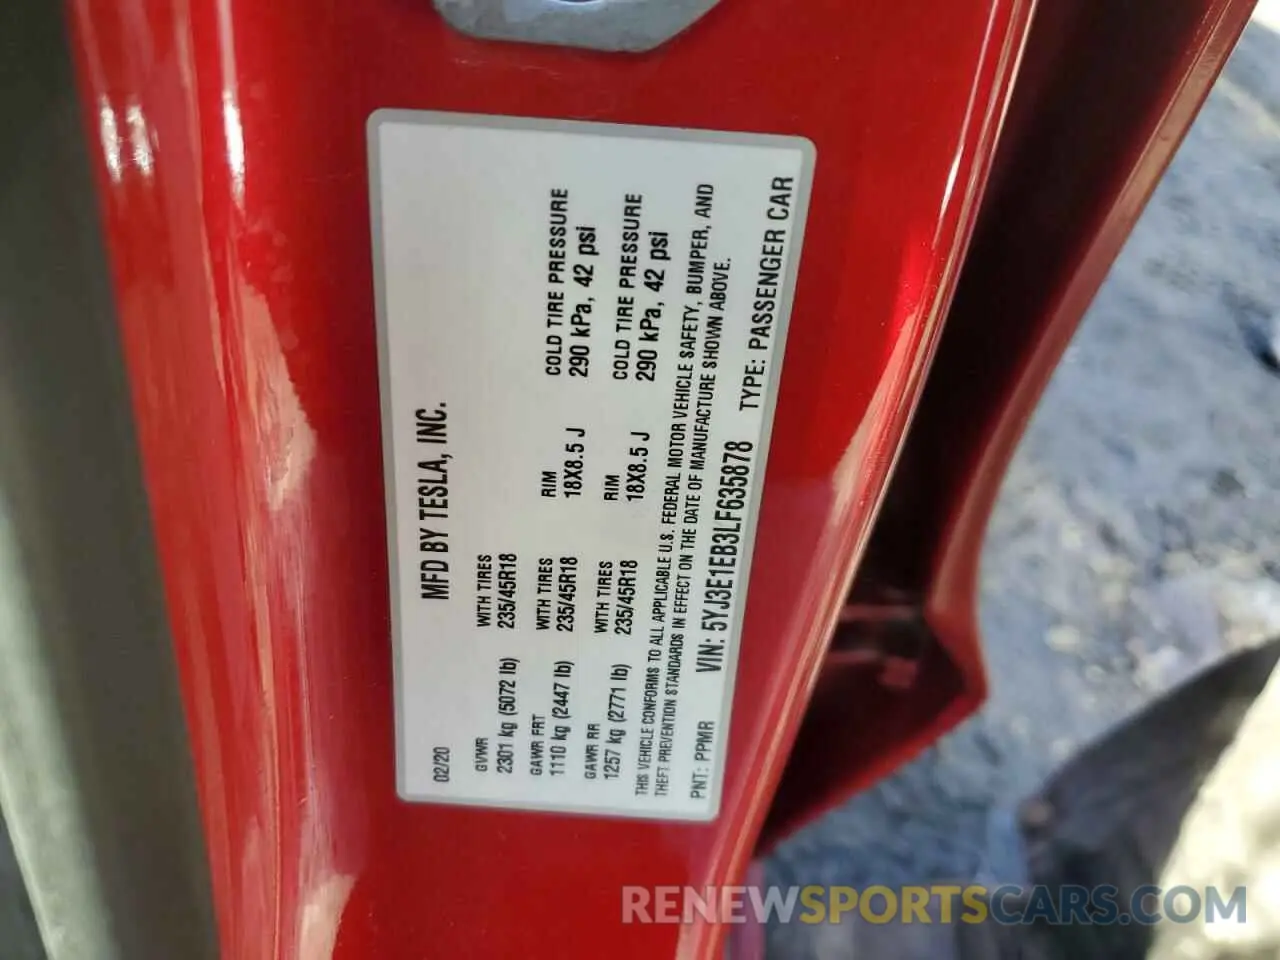 MFD BY TESLA, INC.
02/20
GVWR
2301 kg (5072 lb)
WITH TIRES
235/45R18
GAWR FRT
1110 kg (2447 lb)
WITH TIRES
235/45R18
RIM
18X8.5 J
COLD TIRE PRESSURE
290 kPa, 42 psi
GAWR RR
1257 kg (2771 lb)
WITH TIRES
235/45R18
RIM
18X8.5 J
COLD TIRE PRESSURE
290 kPa, 42 psi
THIS VEHICLE CONFORMS TO ALL APPLICABLE U.S. FEDERAL MOTOR VEHICLE SAFETY, BUMPER, AND
THEFT PREVENTION STANDARDS IN EFFECT ON THE DATE OF MANUFACTURE SHOWN ABOVE.
PNT: PPMR VIN: 5YJ3E1EB3LF635878 TYPE: PASSENGER CAR
RENEWSPORTSCARS.COM